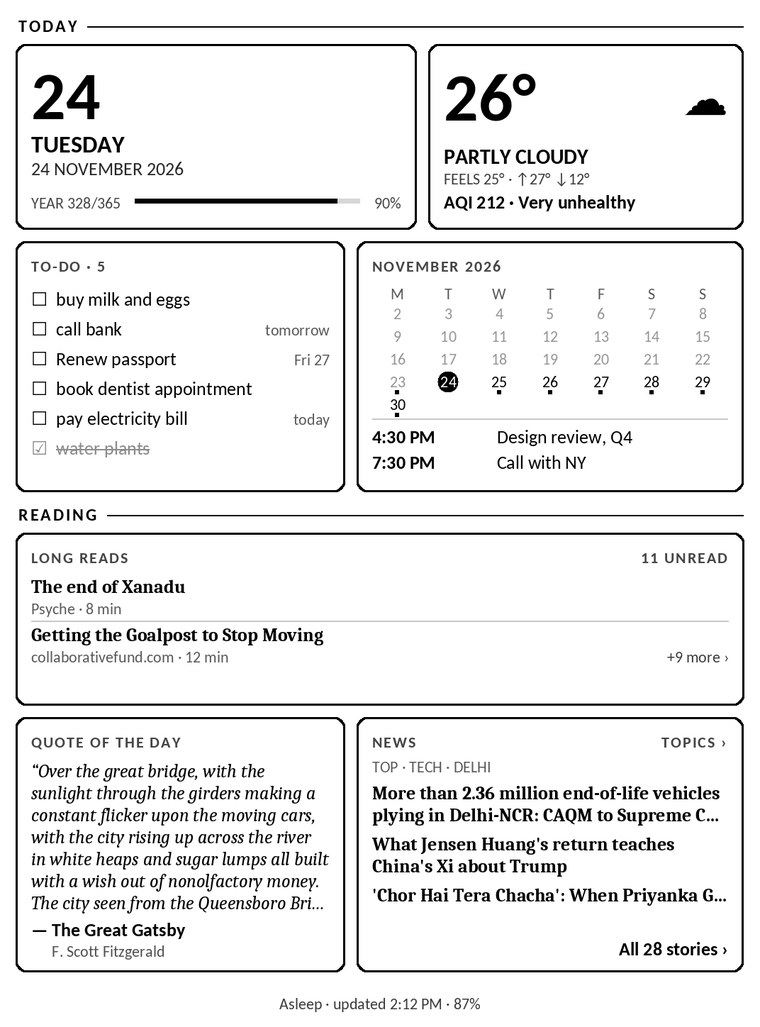 TODAY
24
TUESDAY
24 NOVEMBER 2026
YEAR 328/365 90%
26°
PARTLY CLOUDY
FEELS 25° · ↑27° ↓12°
AQI 212 · Very unhealthy
TO-DO · 5
☐ buy milk and eggs
☐ call bank tomorrow
☐ Renew passport Fri 27
☐ book dentist appointment
☐ pay electricity bill today
☑ water plants
NOVEMBER 2026
M T W T F S S
2 3 4 5 6 7 8
9 10 11 12 13 14 15
16 17 18 19 20 21 22
23 24 25 26 27 28 29
30
4:30 PM Design review, Q4
7:30 PM Call with NY
READING
LONG READS 11 UNREAD
The end of Xanadu
Psyche · 8 min
Getting the Goalpost to Stop Moving
collaborativefund.com · 12 min +9 more ›
QUOTE OF THE DAY
“Over the great bridge, with the
sunlight through the girders making a
constant flicker upon the moving cars,
with the city rising up across the river
in white heaps and sugar lumps all built
with a wish out of nonolfactory money.
The city seen from the Queensboro Bri...
— The Great Gatsby
F. Scott Fitzgerald
NEWS TOPICS ›
TOP · TECH · DELHI
More than 2.36 million end-of-life vehicles
plying in Delhi-NCR: CAQM to Supreme C...
What Jensen Huang's return teaches
China's Xi about Trump
'Chor Hai Tera Chacha': When Priyanka G...
All 28 stories ›
Asleep · updated 2:12 PM · 87%